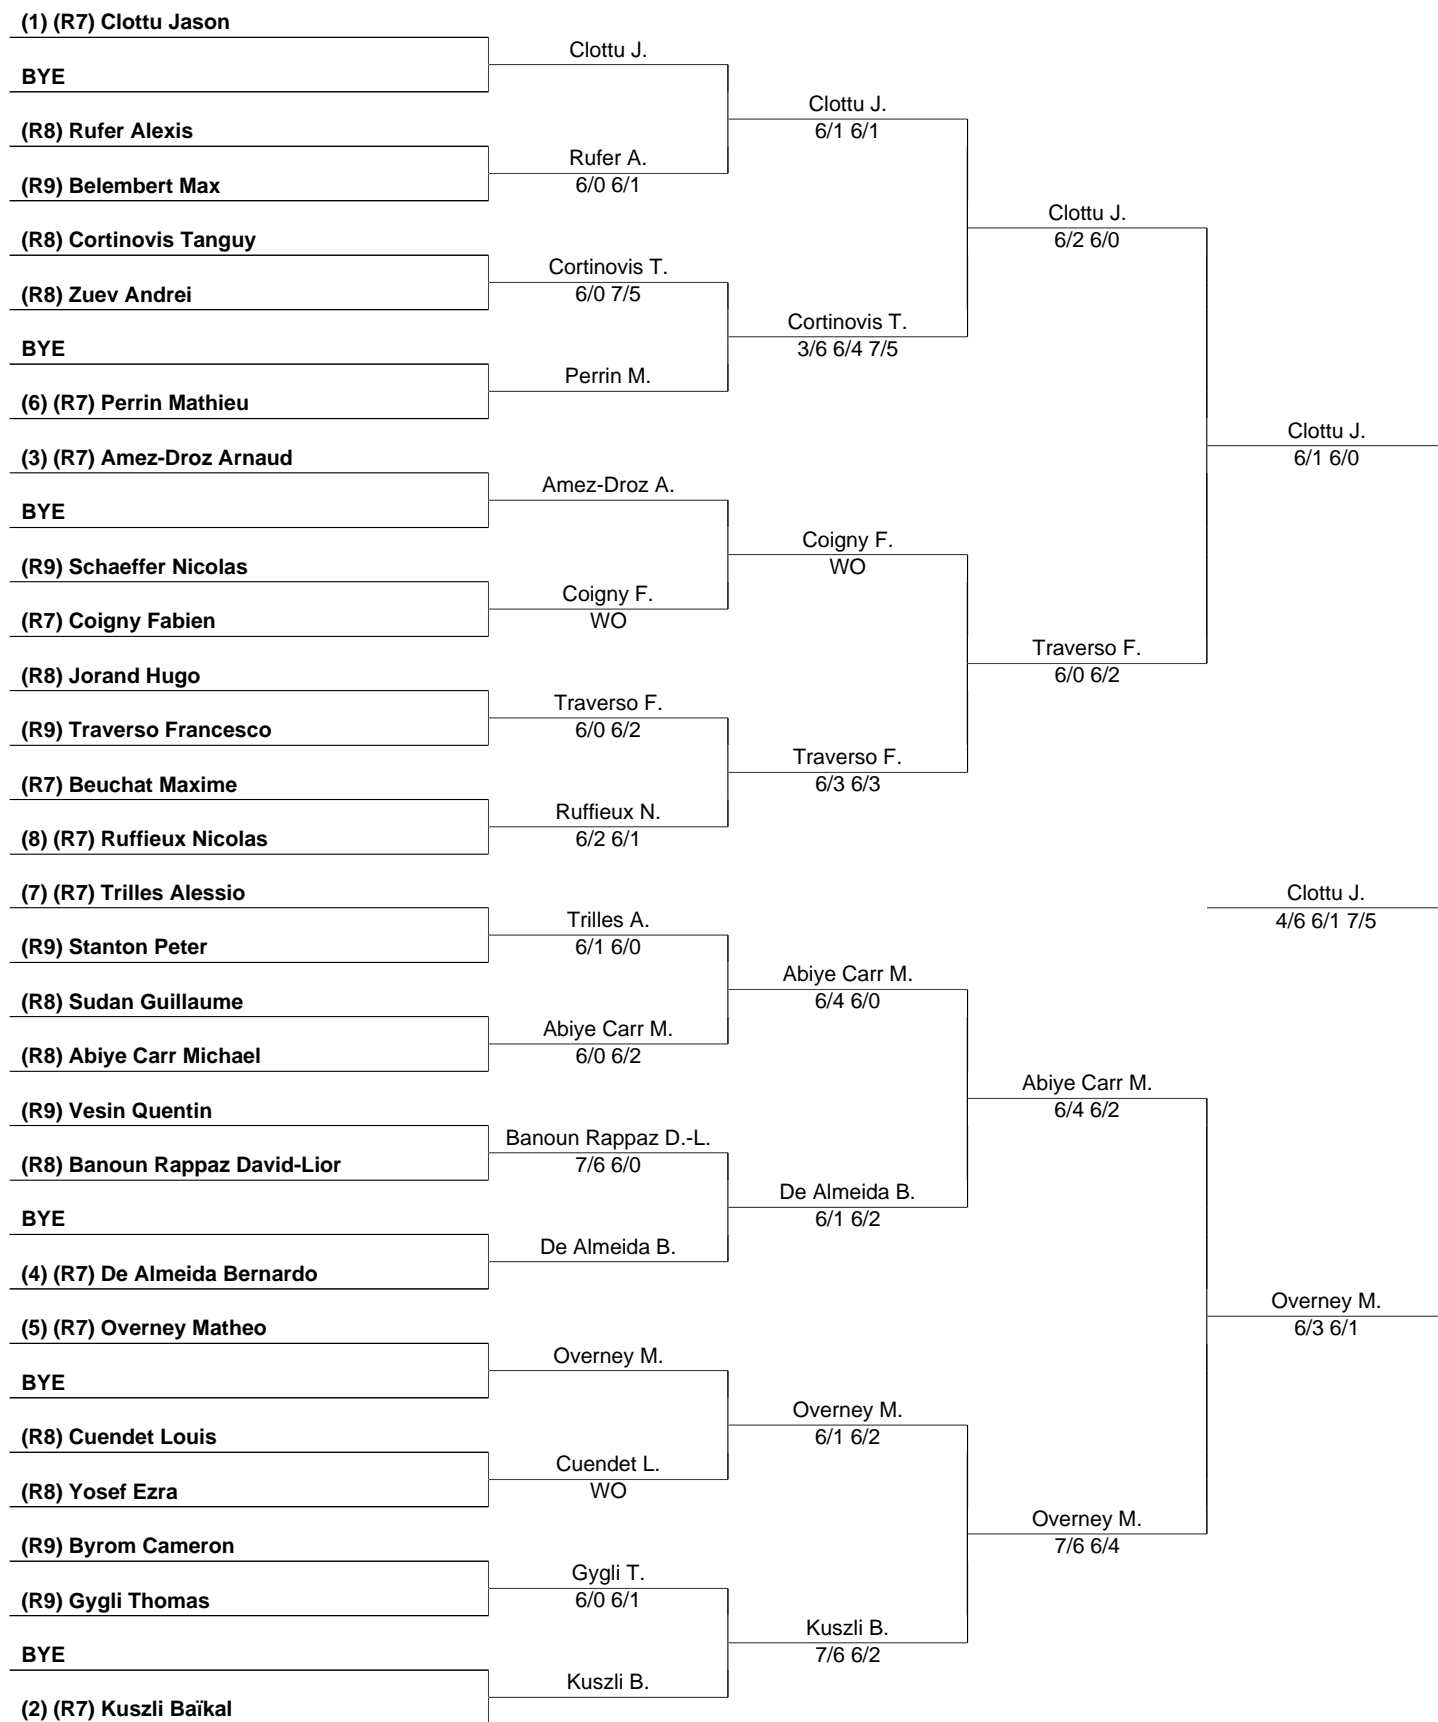 (1) (R7) Clottu Jason
BYE
(R8) Rufer Alexis
(R9) Belembert Max
(R8) Cortinovis Tanguy
(R8) Zuev Andrei
BYE
(6) (R7) Perrin Mathieu
(3) (R7) Amez-Droz Arnaud
BYE
(R9) Schaeffer Nicolas
(R7) Coigny Fabien
(R8) Jorand Hugo
(R9) Traverso Francesco
(R7) Beuchat Maxime
(8) (R7) Ruffieux Nicolas
(7) (R7) Trilles Alessio
(R9) Stanton Peter
(R8) Sudan Guillaume
(R8) Abiye Carr Michael
(R9) Vesin Quentin
(R8) Banoun Rappaz David-Lior
BYE
(4) (R7) De Almeida Bernardo
(5) (R7) Overney Matheo
BYE
(R8) Cuendet Louis
(R8) Yosef Ezra
(R9) Byrom Cameron
(R9) Gygli Thomas
BYE
(2) (R7) Kuszli Baïkal
Clottu J.
Rufer A.
6/0 6/1
Cortinovis T.
6/0 7/5
Perrin M.
Amez-Droz A.
Coigny F.
WO
Traverso F.
6/0 6/2
Ruffieux N.
6/2 6/1
Trilles A.
6/1 6/0
Abiye Carr M.
6/0 6/2
Banoun Rappaz D.-L.
7/6 6/0
De Almeida B.
Overney M.
Cuendet L.
WO
Gygli T.
6/0 6/1
Kuszli B.
Clottu J.
6/1 6/1
Cortinovis T.
3/6 6/4 7/5
Coigny F.
WO
Traverso F.
6/3 6/3
Abiye Carr M.
6/4 6/0
De Almeida B.
6/1 6/2
Overney M.
6/1 6/2
Kuszli B.
7/6 6/2
Clottu J.
6/2 6/0
Traverso F.
6/0 6/2
Abiye Carr M.
6/4 6/2
Overney M.
7/6 6/4
Clottu J.
6/1 6/0
Clottu J.
4/6 6/1 7/5
Overney M.
6/3 6/1